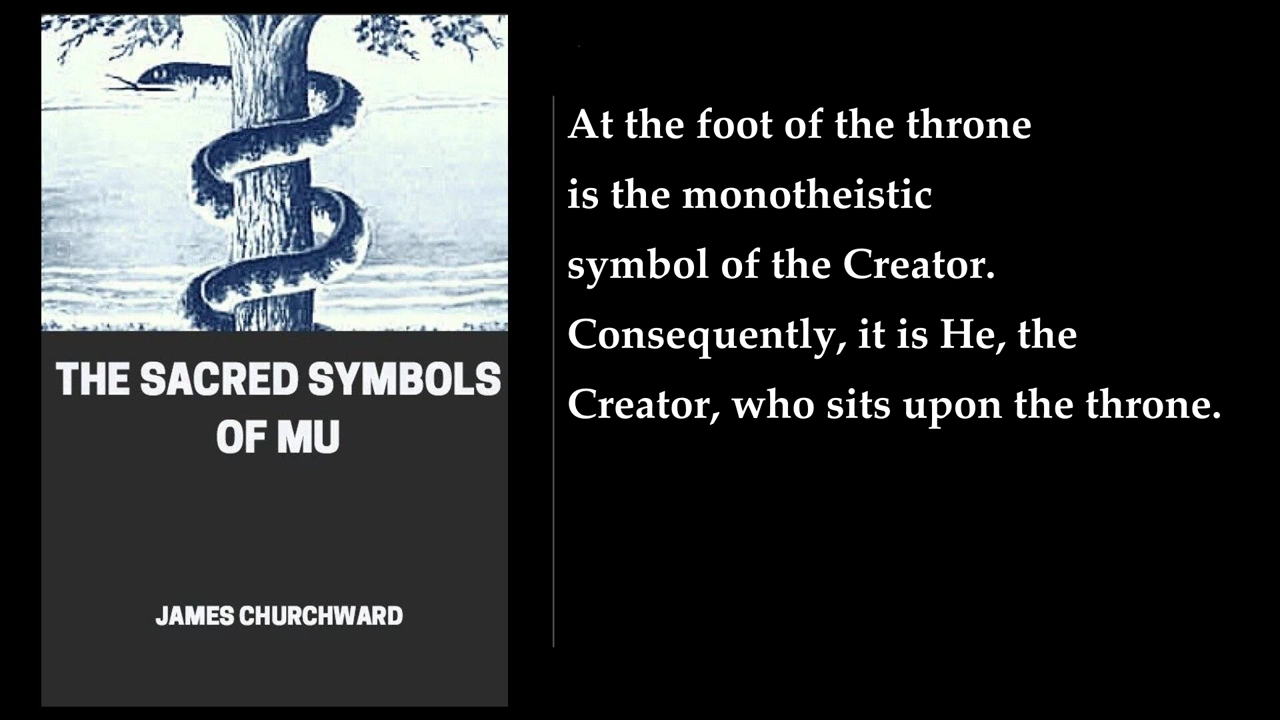 THE SACRED SYMBOLS
OF MU
JAMES CHURCHWARD
At the foot of the throne
is the monotheistic
symbol of the Creator.
Consequently, it is He, the
Creator, who sits upon the throne.